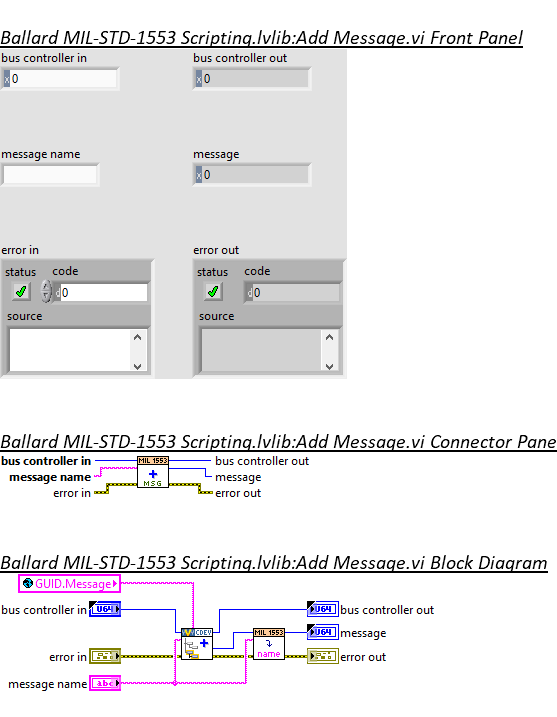 Ballard MIL-STD-1553 Scripting.lvlib:Add Message.vi Front Panel
bus controller in bus controller out
x 0 x 0
message name message
x 0
error in error out
status code status code
d 0 d 0
source source
Ballard MIL-STD-1553 Scripting.lvlib:Add Message.vi Connector Pane
bus controller in MIL 1553 bus controller out
message name + message
error in MSG error out
Ballard MIL-STD-1553 Scripting.lvlib:Add Message.vi Block Diagram
GUID.Message
bus controller in U64 CDEV U64 bus controller out
+ MIL 1553 U64 message
error in name error out
message name abc